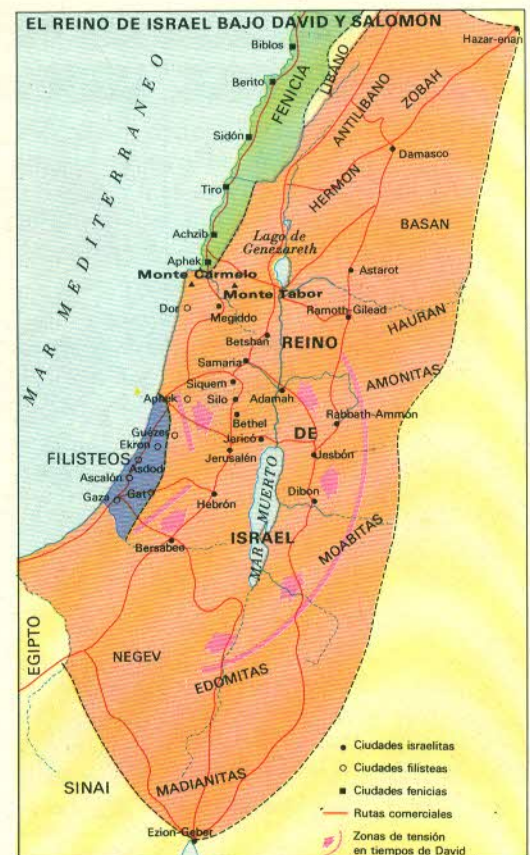 EL REINO DE ISRAEL BAJO DAVID Y SALOMON
Hazar-enan
Biblos
LIBANO
Berito
FENICIA
ANTILIBANO
ZOBAH
Sidón
Damasco
HERMON
Tiro
BASAN
MAR MEDITERRANEO
Achzib
Lago de
Genezareth
Aphek
Astarot
Monte Carmelo
Monte Tabor
Dor
Megiddo
Ramoth-Gilead
HAURAN
Betshán
REINO
Samaria
AMONITAS
Siquem
Aphek
Silo
Adamah
Bethel
Rabbath-Ammón
Guézer
DE
Ekron
Jaricó
FILISTEOS
Asdod
Jerusalén
Jesbón
Ascalón
Gaza
Gat
Hébrón
Dibon
MAR MUERTO
ISRAEL
MOABITAS
Bersabee
EGIPTO
NEGEV
EDOMITAS
SINAI
MADIANITAS
Ezion-Geber
Ciudades israelitas
Ciudades filísteas
Ciudades fenicias
Rutas comerciales
Zonas de tensión
en tiempos de David